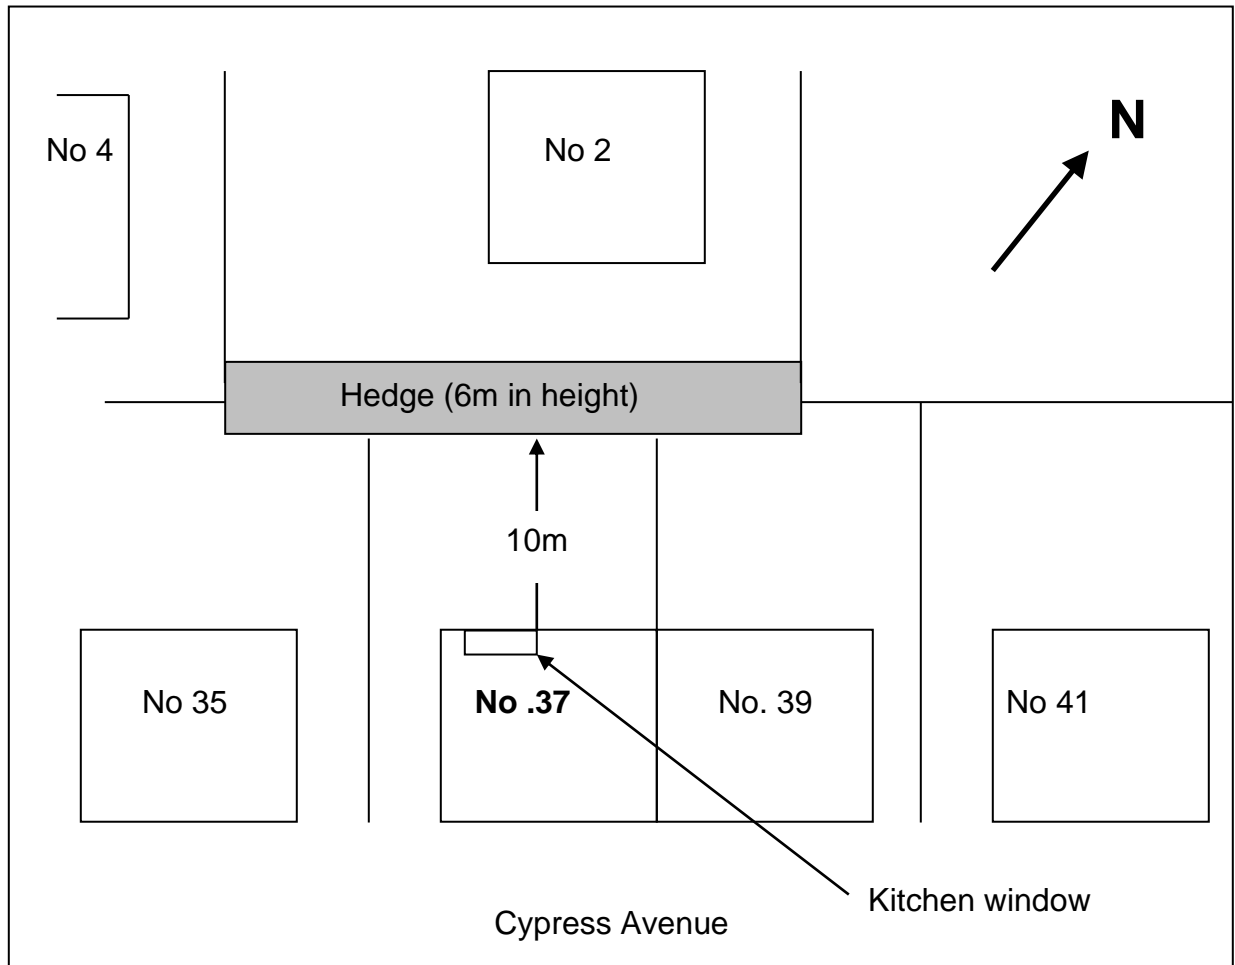 N
No 4
No 2
Hedge (6m in height)
10m
No 35
No .37
No. 39
No 41
Kitchen window
Cypress Avenue